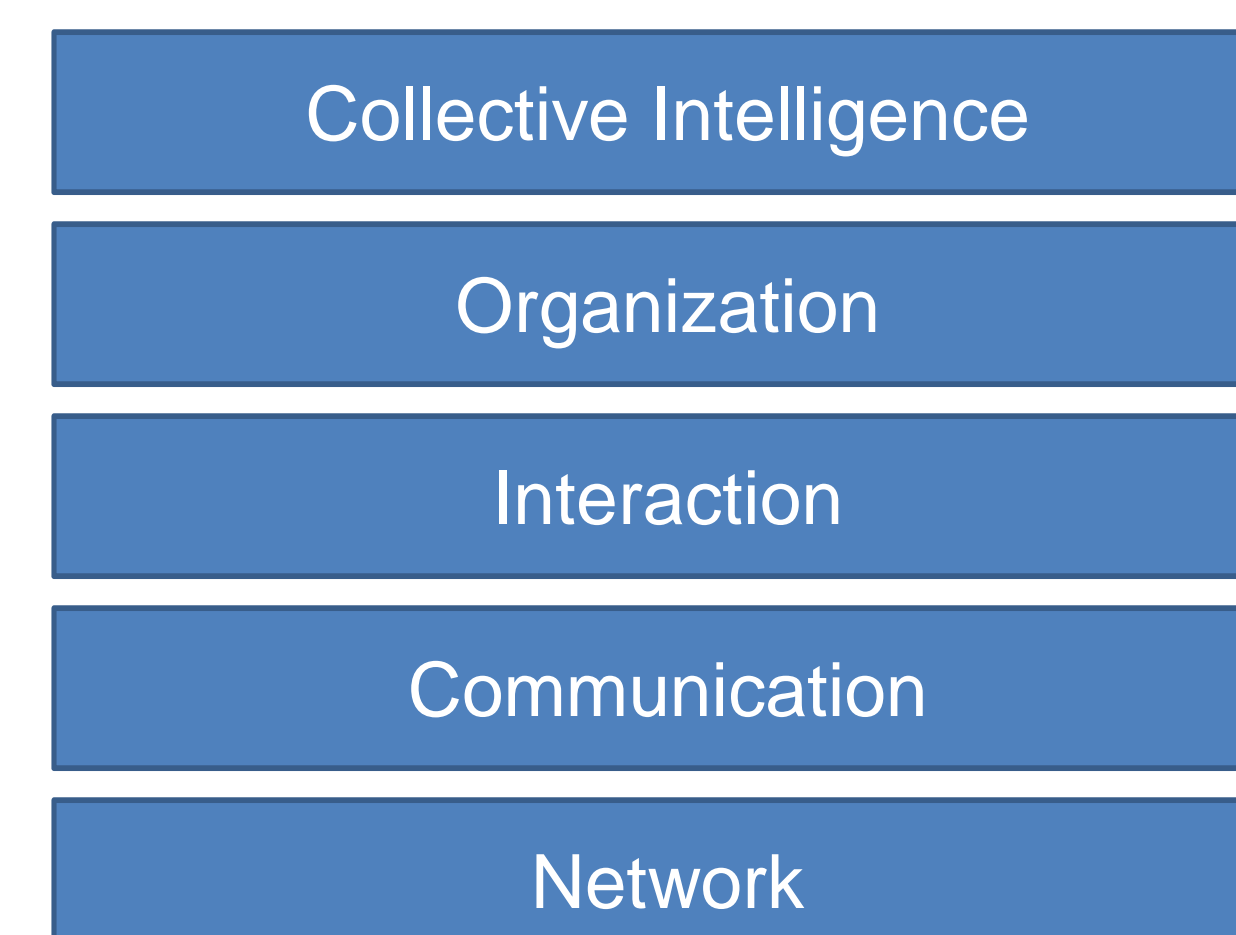 Collective Intelligence
Organization
Interaction
Communication
Network